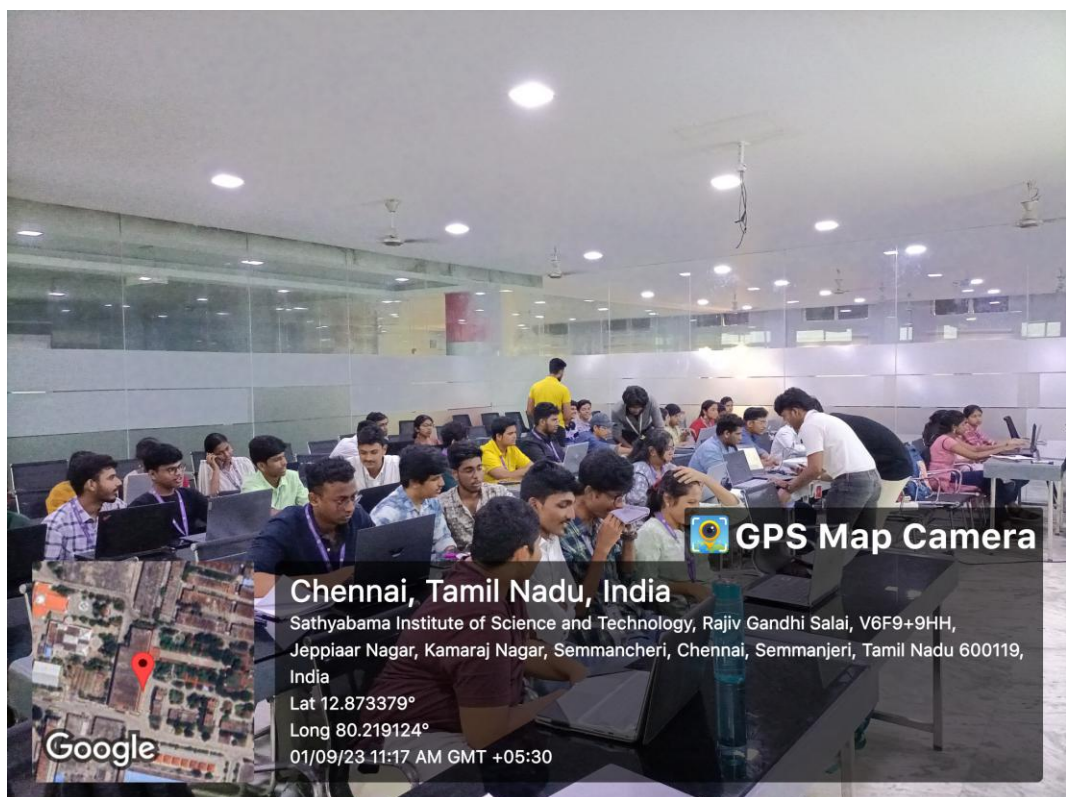 GPS Map Camera
Chennai, Tamil Nadu, India
Sathyabama Institute of Science and Technology, Rajiv Gandhi Salai, V6F9+9HH,
Jeppiaar Nagar, Kamaraj Nagar, Semmancheri, Chennai, Semmanjeri, Tamil Nadu 600119,
India
Lat 12.873379°
Long 80.219124°
01/09/23 11:17 AM GMT +05:30
Google